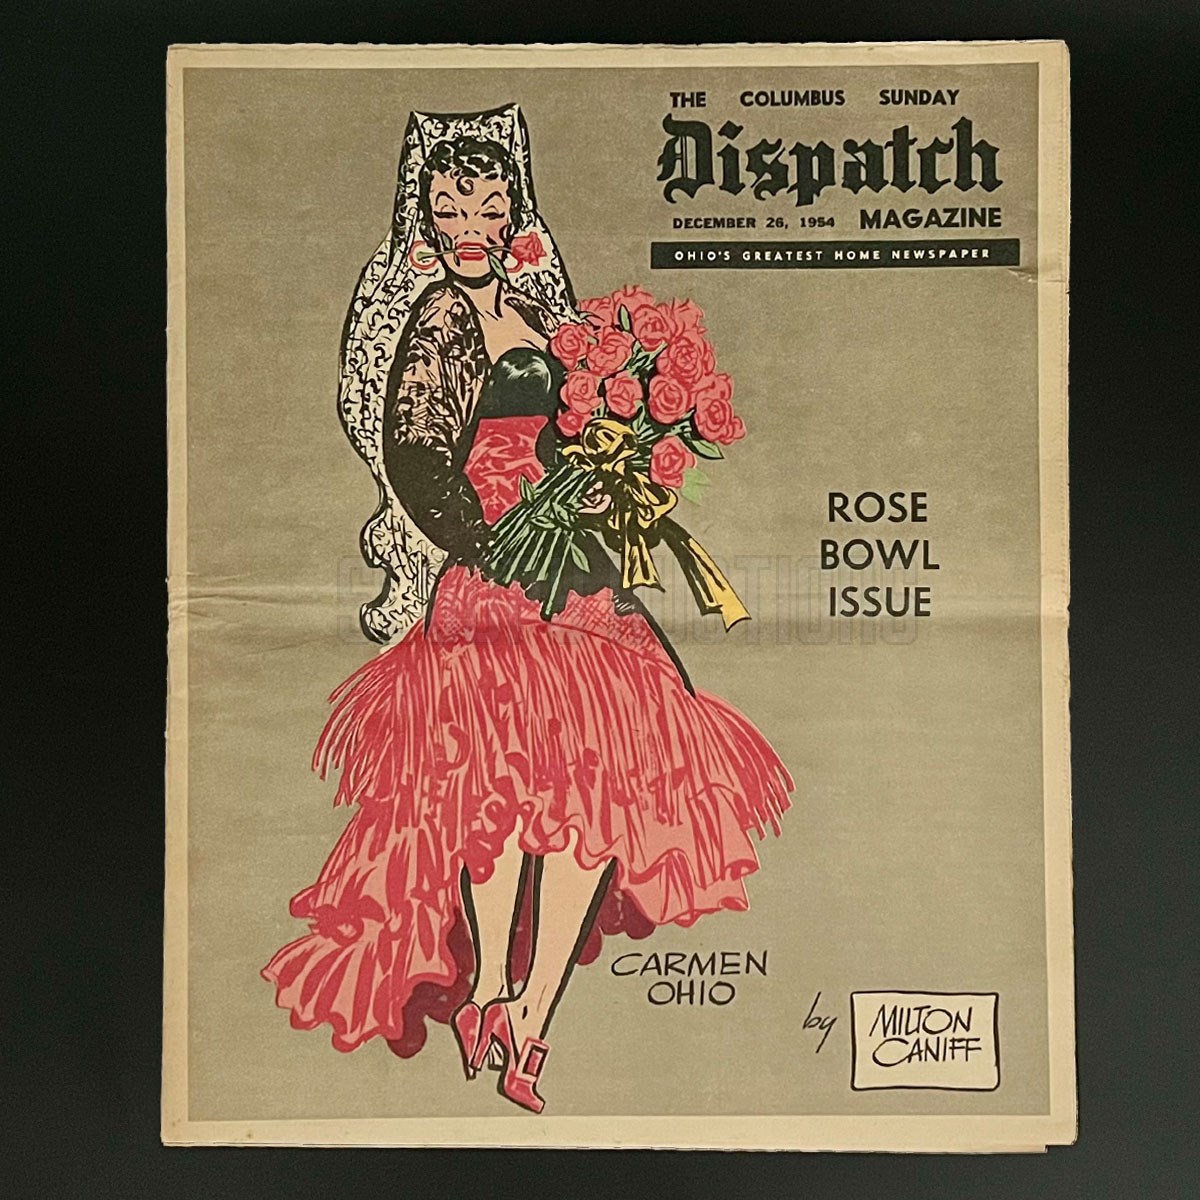 THE COLUMBUS SUNDAY
Dispatch
DECEMBER 26, 1954 MAGAZINE
OHIO'S GREATEST HOME NEWSPAPER
ROSE
BOWL
ISSUE
CARMEN
OHIO
by MILTON
CANIFF